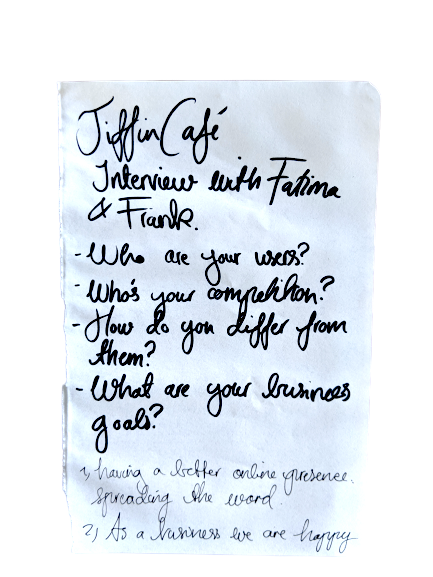 Tiffin Café
Interview with Fatima
& Frank.
- Who are your users?
- Who's your competition?
- How do you differ from
them?
- What are your business
goals?
1) having a better online presence.
spreading the word.
2) As a business we are happy